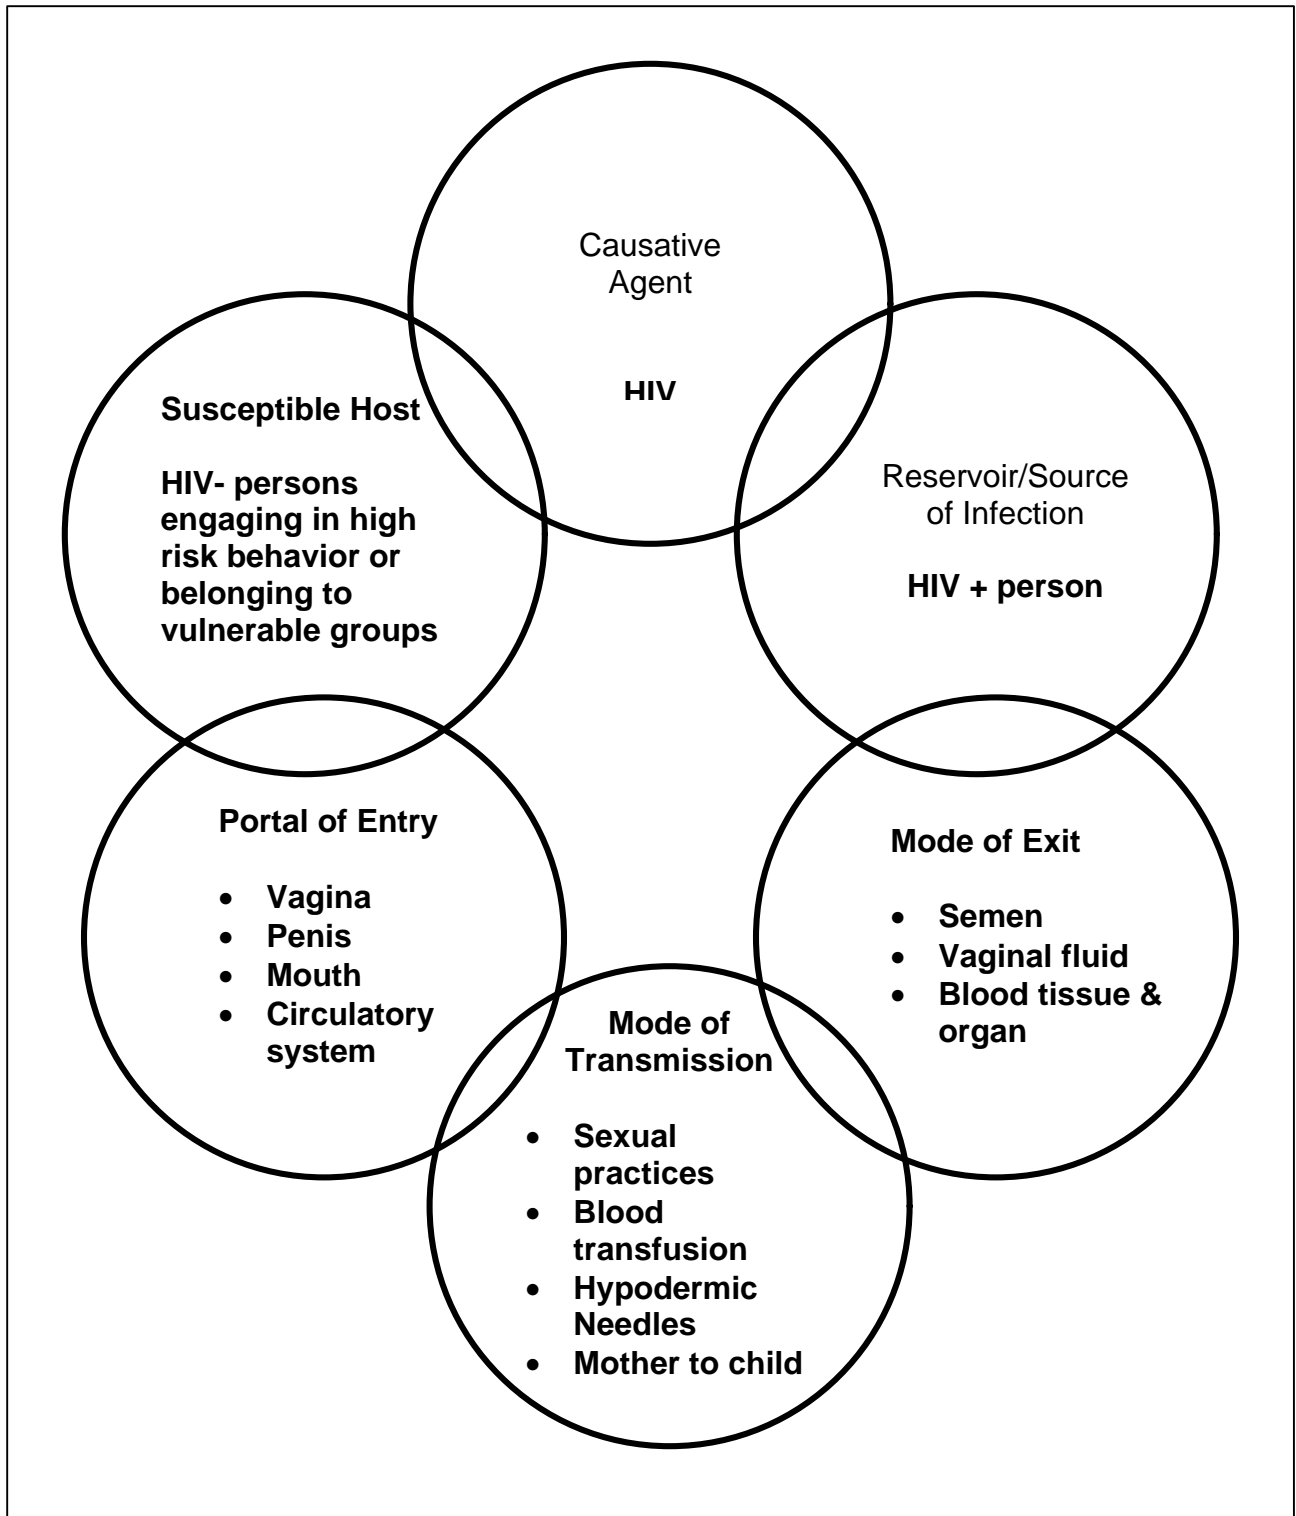 Causative
Agent
HIV
Susceptible Host
HIV- persons
engaging in high
risk behavior or
belonging to
vulnerable groups
Reservoir/Source
of Infection
HIV + person
Portal of Entry
• Vagina
• Penis
• Mouth
• Circulatory
system
Mode of Exit
• Semen
• Vaginal fluid
• Blood tissue &
organ
Mode of
Transmission
• Sexual
practices
• Blood
transfusion
• Hypodermic
Needles
• Mother to child